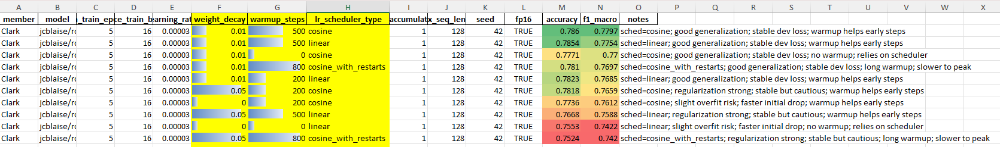 A B C D E F G H I J K L M N O P Q R S T U V W X
member model _train_ep ce_train_b earning_rat weight_decay warmup_steps lr_scheduler_type accumulat x_seq_len seed fp16 accuracy f1_macro notes
Clark jcblaise/ro 5 16 0.00003 0.01 500 cosine 1 128 42 TRUE 0.786 0.7797 sched=cosine; good generalization; stable dev loss; warmup helps early steps
Clark jcblaise/ro 5 16 0.00003 0.01 500 linear 1 128 42 TRUE 0.7854 0.7754 sched=linear; good generalization; stable dev loss; warmup helps early steps
Clark jcblaise/ro 5 16 0.00003 0.01 0 cosine 1 128 42 TRUE 0.7771 0.77 sched=cosine; good generalization; stable dev loss; no warmup; relies on scheduler
Clark jcblaise/ro 5 16 0.00003 0.01 800 cosine_with_restarts 1 128 42 TRUE 0.781 0.7697 sched=cosine_with_restarts; good generalization; stable dev loss; long warmup; slower to peak
Clark jcblaise/ro 5 16 0.00003 0.01 200 linear 1 128 42 TRUE 0.7823 0.7685 sched=linear; good generalization; stable dev loss; warmup helps early steps
Clark jcblaise/ro 5 16 0.00003 0.05 200 cosine 1 128 42 TRUE 0.7818 0.7659 sched=cosine; regularization strong; stable but cautious; warmup helps early steps
Clark jcblaise/ro 5 16 0.00003 0 200 cosine 1 128 42 TRUE 0.7736 0.7612 sched=cosine; slight overfit risk; faster initial drop; warmup helps early steps
Clark jcblaise/ro 5 16 0.00003 0.05 500 linear 1 128 42 TRUE 0.7668 0.7588 sched=linear; regularization strong; stable but cautious; warmup helps early steps
Clark jcblaise/ro 5 16 0.00003 0 0 linear 1 128 42 TRUE 0.7553 0.7422 sched=linear; slight overfit risk; faster initial drop; no warmup; relies on scheduler
Clark jcblaise/ro 5 16 0.00003 0.05 800 cosine_with_restarts 1 128 42 TRUE 0.7524 0.742 sched=cosine_with_restarts; regularization strong; stable but cautious; long warmup; slower to peak